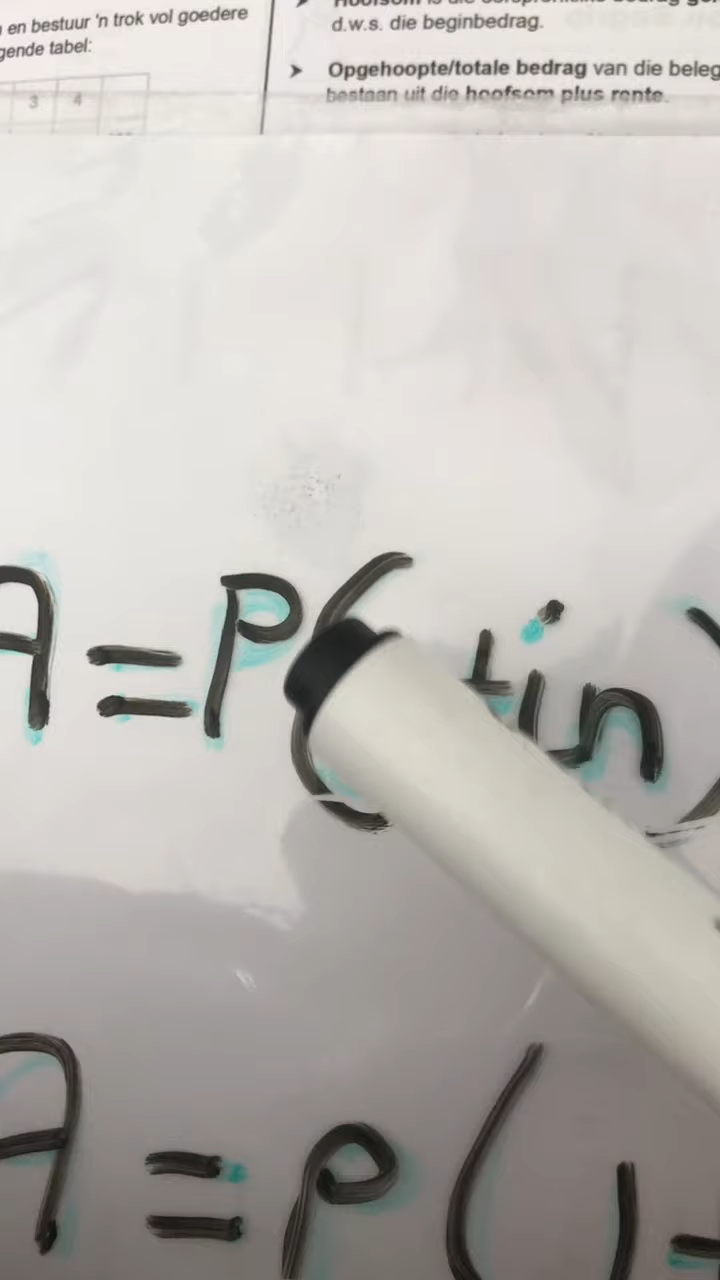 en bestuur 'n trok vol goedere
gende tabel:
3 4
d.w.s. die beginbedrag.
➤ Opgehoopte/totale bedrag van die beleg
bestaan uit die hoofsom plus rente.
A = P( + in)
A = P(1 -